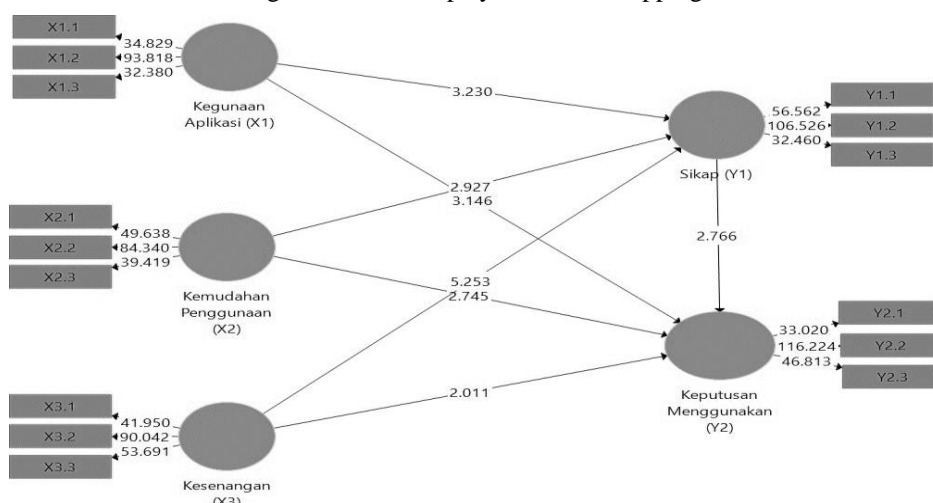 X1.1
X1.2
X1.3
34.829
93.818
32.380
Kegunaan
Aplikasi (X1)
3.230
56.562
106.526
32.460
Y1.1
Y1.2
Y1.3
Sikap (Y1)
2.927
3.146
X2.1
X2.2
X2.3
49.638
84.340
39.419
Kemudahan
Penggunaan
(X2)
2.766
5.253
2.745
33.020
116.224
46.813
Y2.1
Y2.2
Y2.3
Keputusan
Menggunakan
(Y2)
2.011
X3.1
X3.2
X3.3
41.950
90.042
53.691
Kesenangan
(X3)